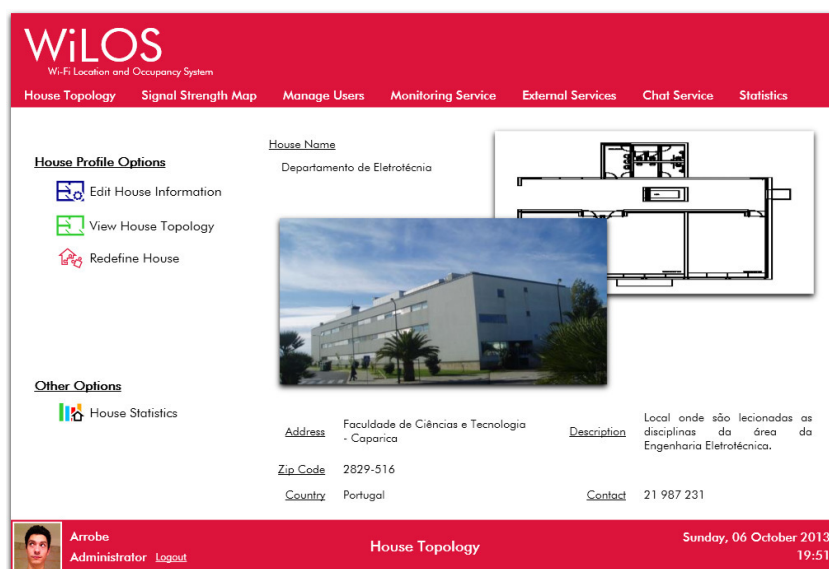 WiLOS
Wi-Fi Location and Occupancy System
House Topology Signal Strength Map Manage Users Monitoring Service External Services Chat Service Statistics
House Profile Options
Edit House Information
View House Topology
Redefine House
Other Options
House Statistics
House Name
Departamento de Eletrotécnia
Address
Faculdade de Ciências e Tecnologia
- Caparica
Zip Code 2829-516
Country Portugal
Description
Local onde são lecionadas as
disciplinas da área da
Engenharia Eletrotécnica.
Contact 21 987 231
Arrobe
Administrator Logout
House Topology
Sunday, 06 October 2013
19:51